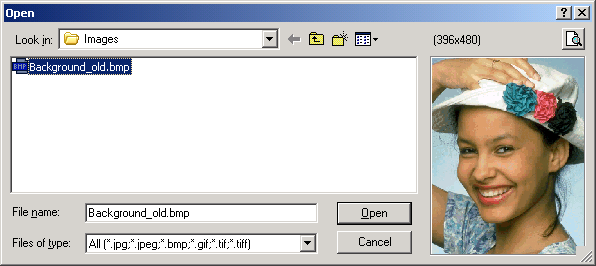 Open
Look in:
Images
(396x480)
BMP
Background_old.bmp
File name:
Background_old.bmp
Open
Files of type:
All (*.jpg;*.jpeg;*.bmp;*.gif;*.tif;*.tiff)
Cancel